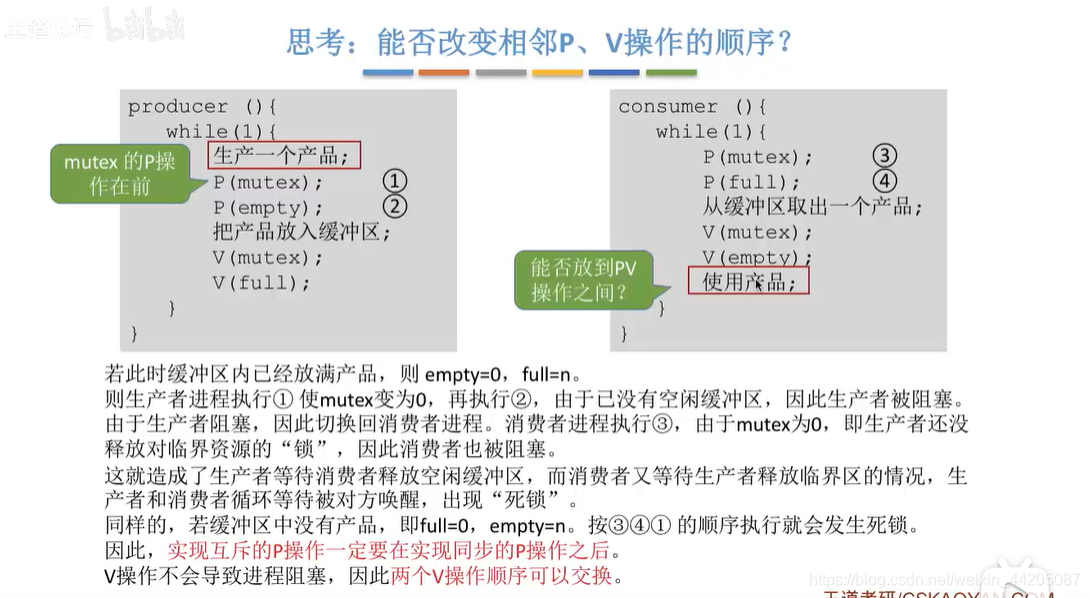 bilibili
思考：能否改变相邻P、V操作的顺序？
producer (){
while(1){
生产一个产品;
P(mutex); ①
P(empty); ②
把产品放入缓冲区;
V(mutex);
V(full);
}
}
mutex 的P操
作在前
consumer (){
while(1){
P(mutex); ③
P(full); ④
从缓冲区取出一个产品;
V(mutex);
V(empty);
使用产品;
}
}
能否放到PV
操作之间？
若此时缓冲区内已经放满产品，则 empty=0，full=n。
则生产者进程执行① 使mutex变为0，再执行②，由于已没有空闲缓冲区，因此生产者被阻塞。
由于生产者阻塞，因此切换回消费者进程。消费者进程执行③，由于mutex为0，即生产者还没
释放对临界资源的“锁”，因此消费者也被阻塞。
这就造成了生产者等待消费者释放空闲缓冲区，而消费者又等待生产者释放临界区的情况，生
产者和消费者循环等待被对方唤醒，出现“死锁”。
同样的，若缓冲区中没有产品，即full=0，empty=n。按③④① 的顺序执行就会发生死锁。
因此，实现互斥的P操作一定要在实现同步的P操作之后。
V操作不会导致进程阻塞，因此两个V操作顺序可以交换。
https://blog.csdn.net/weixin_44205087
王道考研/CSKAOYAN.COM